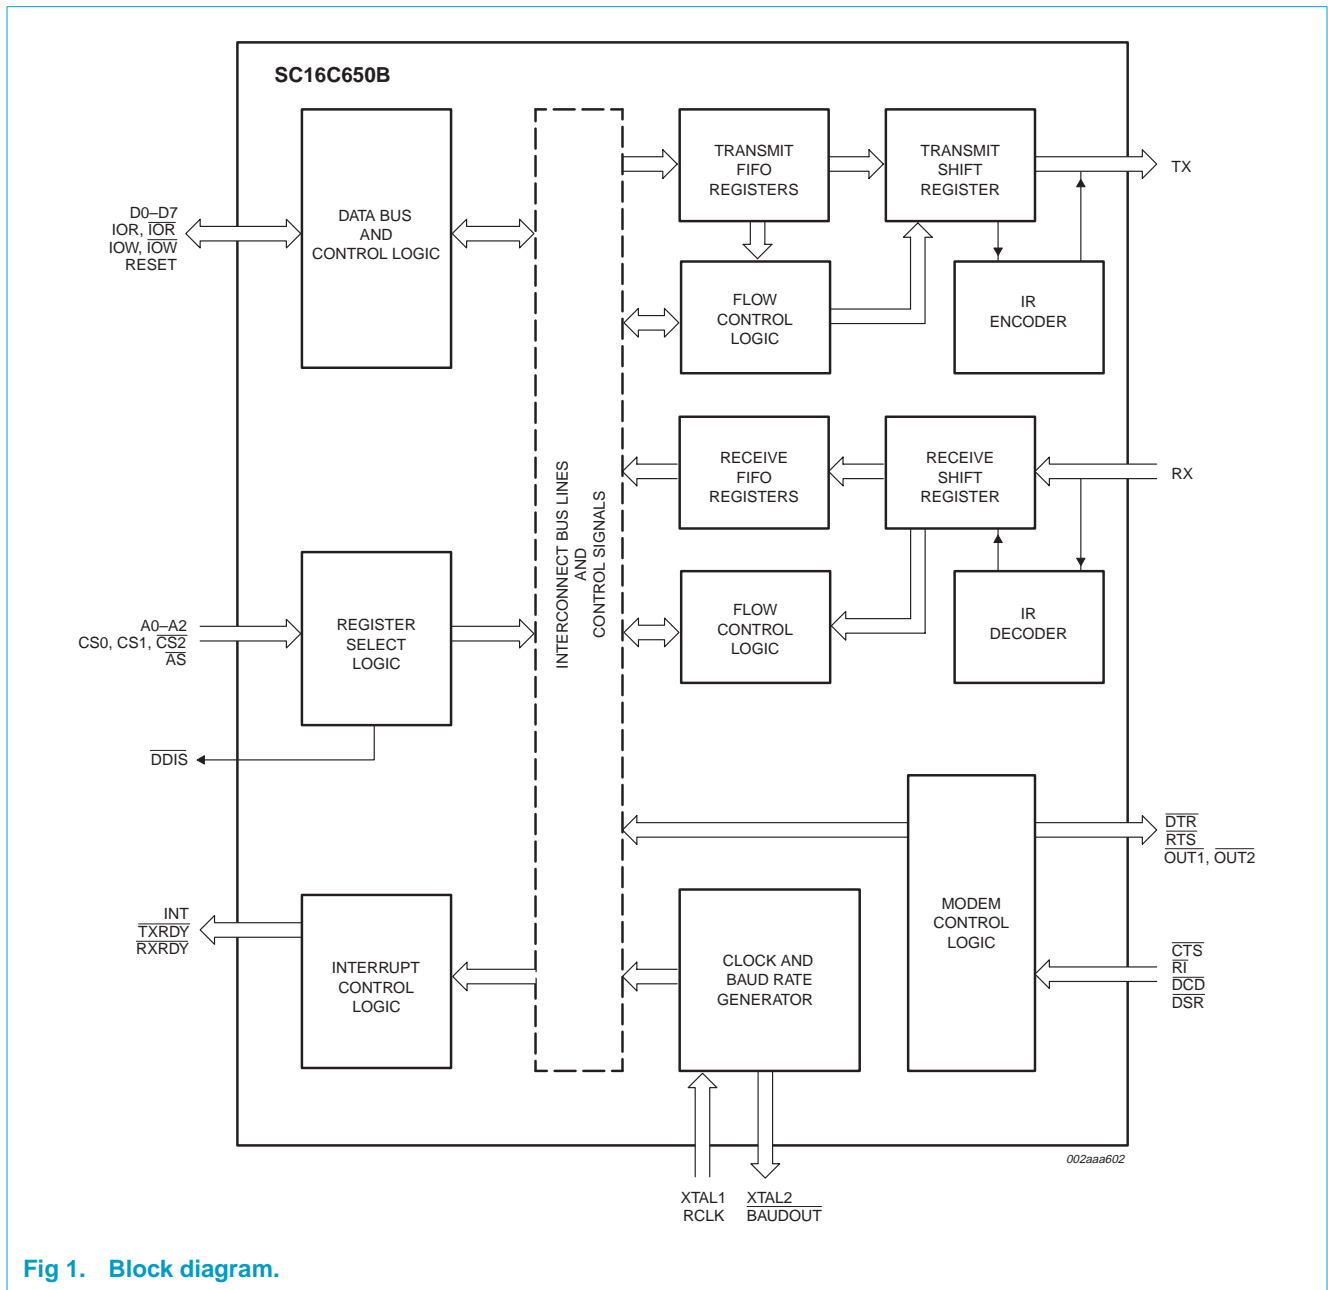 SC16C650B
D0–D7
IOR, IOR
IOW, IOW
RESET
DATA BUS
AND
CONTROL LOGIC
TRANSMIT
FIFO
REGISTERS
TRANSMIT
SHIFT
REGISTER
TX
FLOW
CONTROL
LOGIC
IR
ENCODER
INTERCONNECT BUS LINES
AND
CONTROL SIGNALS
RECEIVE
FIFO
REGISTERS
RECEIVE
SHIFT
REGISTER
RX
A0–A2
CS0, CS1, CS2
AS
REGISTER
SELECT
LOGIC
FLOW
CONTROL
LOGIC
IR
DECODER
DDIS
DTR
RTS
OUT1, OUT2
MODEM
CONTROL
LOGIC
INT
TXRDY
RXRDY
INTERRUPT
CONTROL
LOGIC
CLOCK AND
BAUD RATE
GENERATOR
CTS
RI
DCD
DSR
002aaa602
XTAL1
RCLK
XTAL2
BAUDOUT
Fig 1. Block diagram.